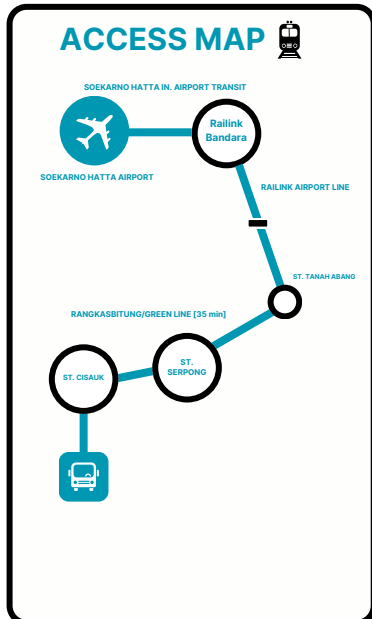 ACCESS MAP
SOEKARNO HATTA IN. AIRPORT TRANSIT
Railink
Bandara
SOEKARNO HATTA AIRPORT
RAILINK AIRPORT LINE
ST. TANAH ABANG
RANGKASBITUNG/GREEN LINE [35 min]
ST.
SERPONG
ST. CISAUK